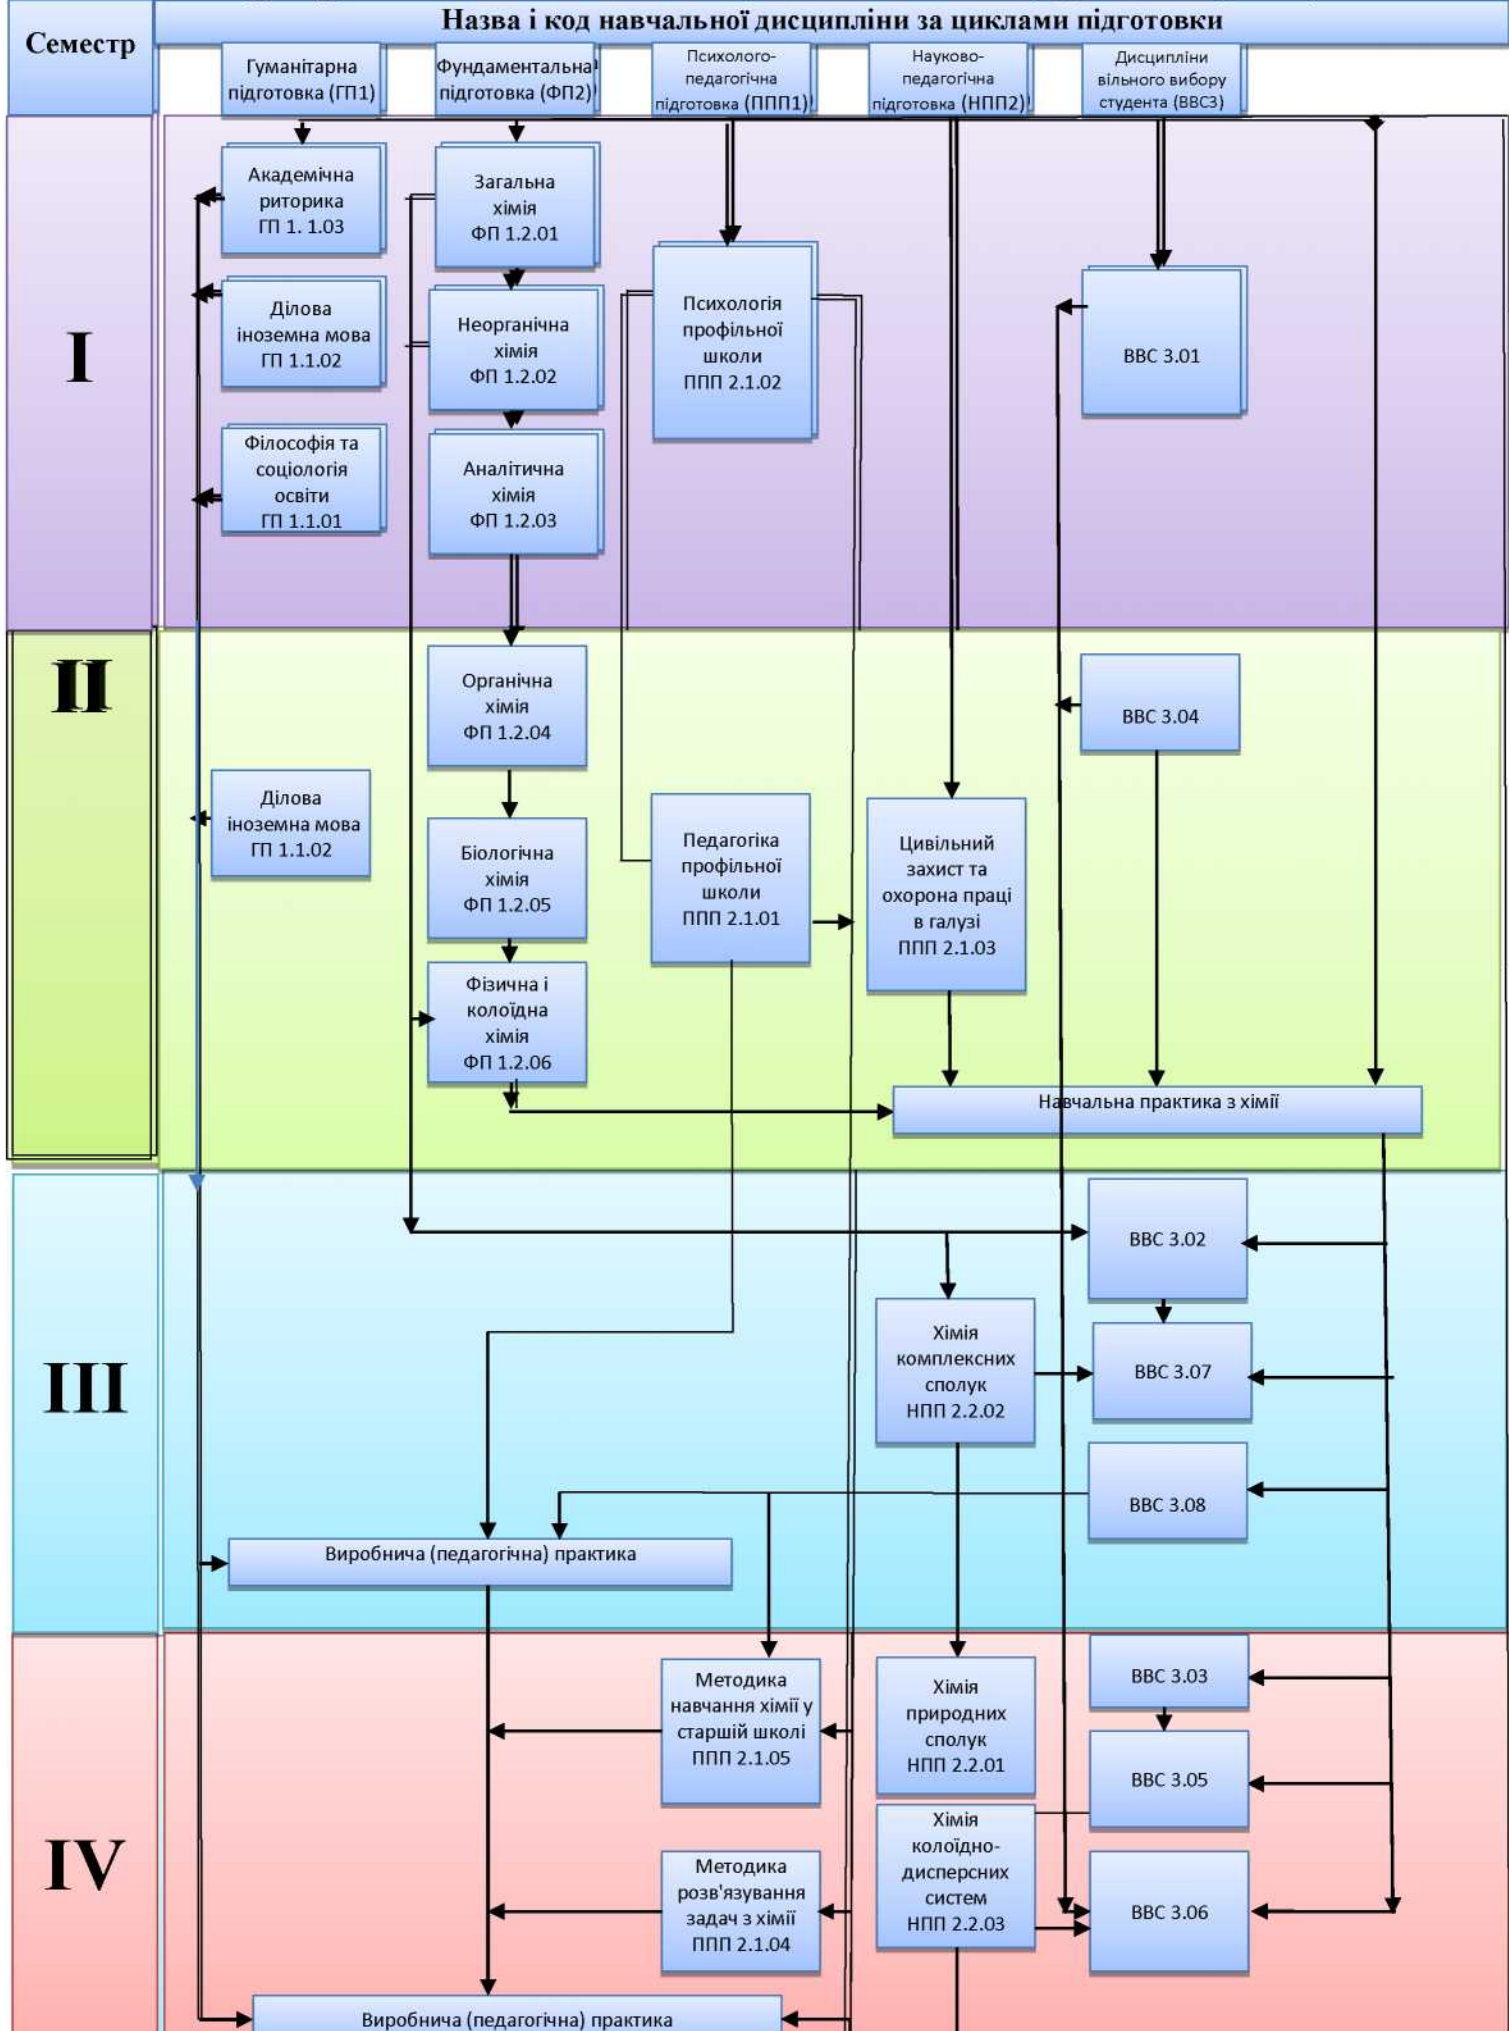 Назва і код навчальної дисципліни за циклами підготовки
Семестр
Гуманітарна
підготовка (ГП1)
Фундаментальна
підготовка (ФП2)
Психолого-
педагогічна
підготовка (ППП1)
Науково-
педагогічна
підготовка (НПП2)
Дисципліни
вільного вибору
студента (ВВС3)
I
Академічна
риторика
ГП 1. 1.03
Загальна
хімія
ФП 1.2.01
Ділова
іноземна мова
ГП 1.1.02
Неорганічна
хімія
ФП 1.2.02
Психологія
профільної
школи
ППП 2.1.02
ВВС 3.01
Філософія та
соціологія
освіти
ГП 1.1.01
Аналітична
хімія
ФП 1.2.03
II
Органічна
хімія
ФП 1.2.04
ВВС 3.04
Ділова
іноземна мова
ГП 1.1.02
Біологічна
хімія
ФП 1.2.05
Педагогіка
профільної
школи
ППП 2.1.01
Цивільний
захист та
охорона праці
в галузі
ППП 2.1.03
Фізична і
колоїдна
хімія
ФП 1.2.06
Навчальна практика з хімії
III
ВВС 3.02
Хімія
комплексних
сполук
НПП 2.2.02
ВВС 3.07
ВВС 3.08
Виробнича (педагогічна) практика
IV
Методика
навчання хімії у
старшій школі
ППП 2.1.05
Хімія
природних
сполук
НПП 2.2.01
ВВС 3.03
ВВС 3.05
Методика
розв'язування
задач з хімії
ППП 2.1.04
Хімія
колоїдно-
дисперсних
систем
НПП 2.2.03
ВВС 3.06
Виробнича (педагогічна) практика